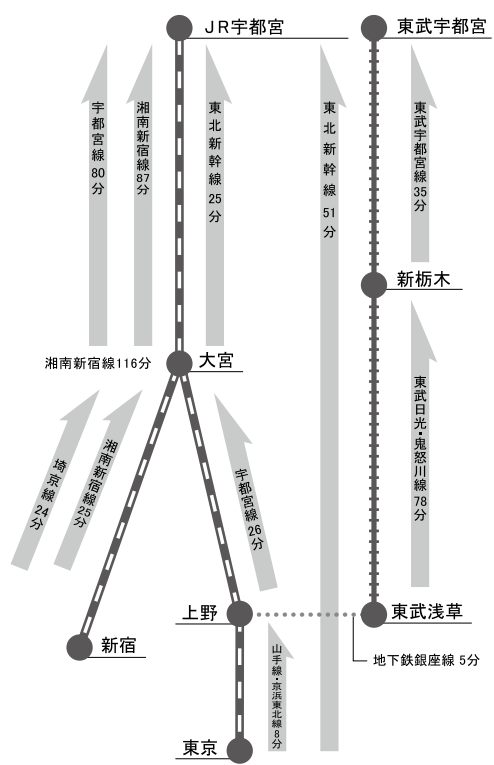 JR宇都宮
東武宇都宮
宇都宮線 80分
湘南新宿線87分
東北新幹線 25分
東北新幹線 51分
東武宇都宮線35分
新栃木
湘南新宿線116分
大宮
埼京線 24分
湘南新宿線25分
宇都宮線 26分
東武日光・鬼怒川線 78分
上野
東武浅草
新宿
山手線・京浜東北線8分
地下鉄銀座線 5分
東京